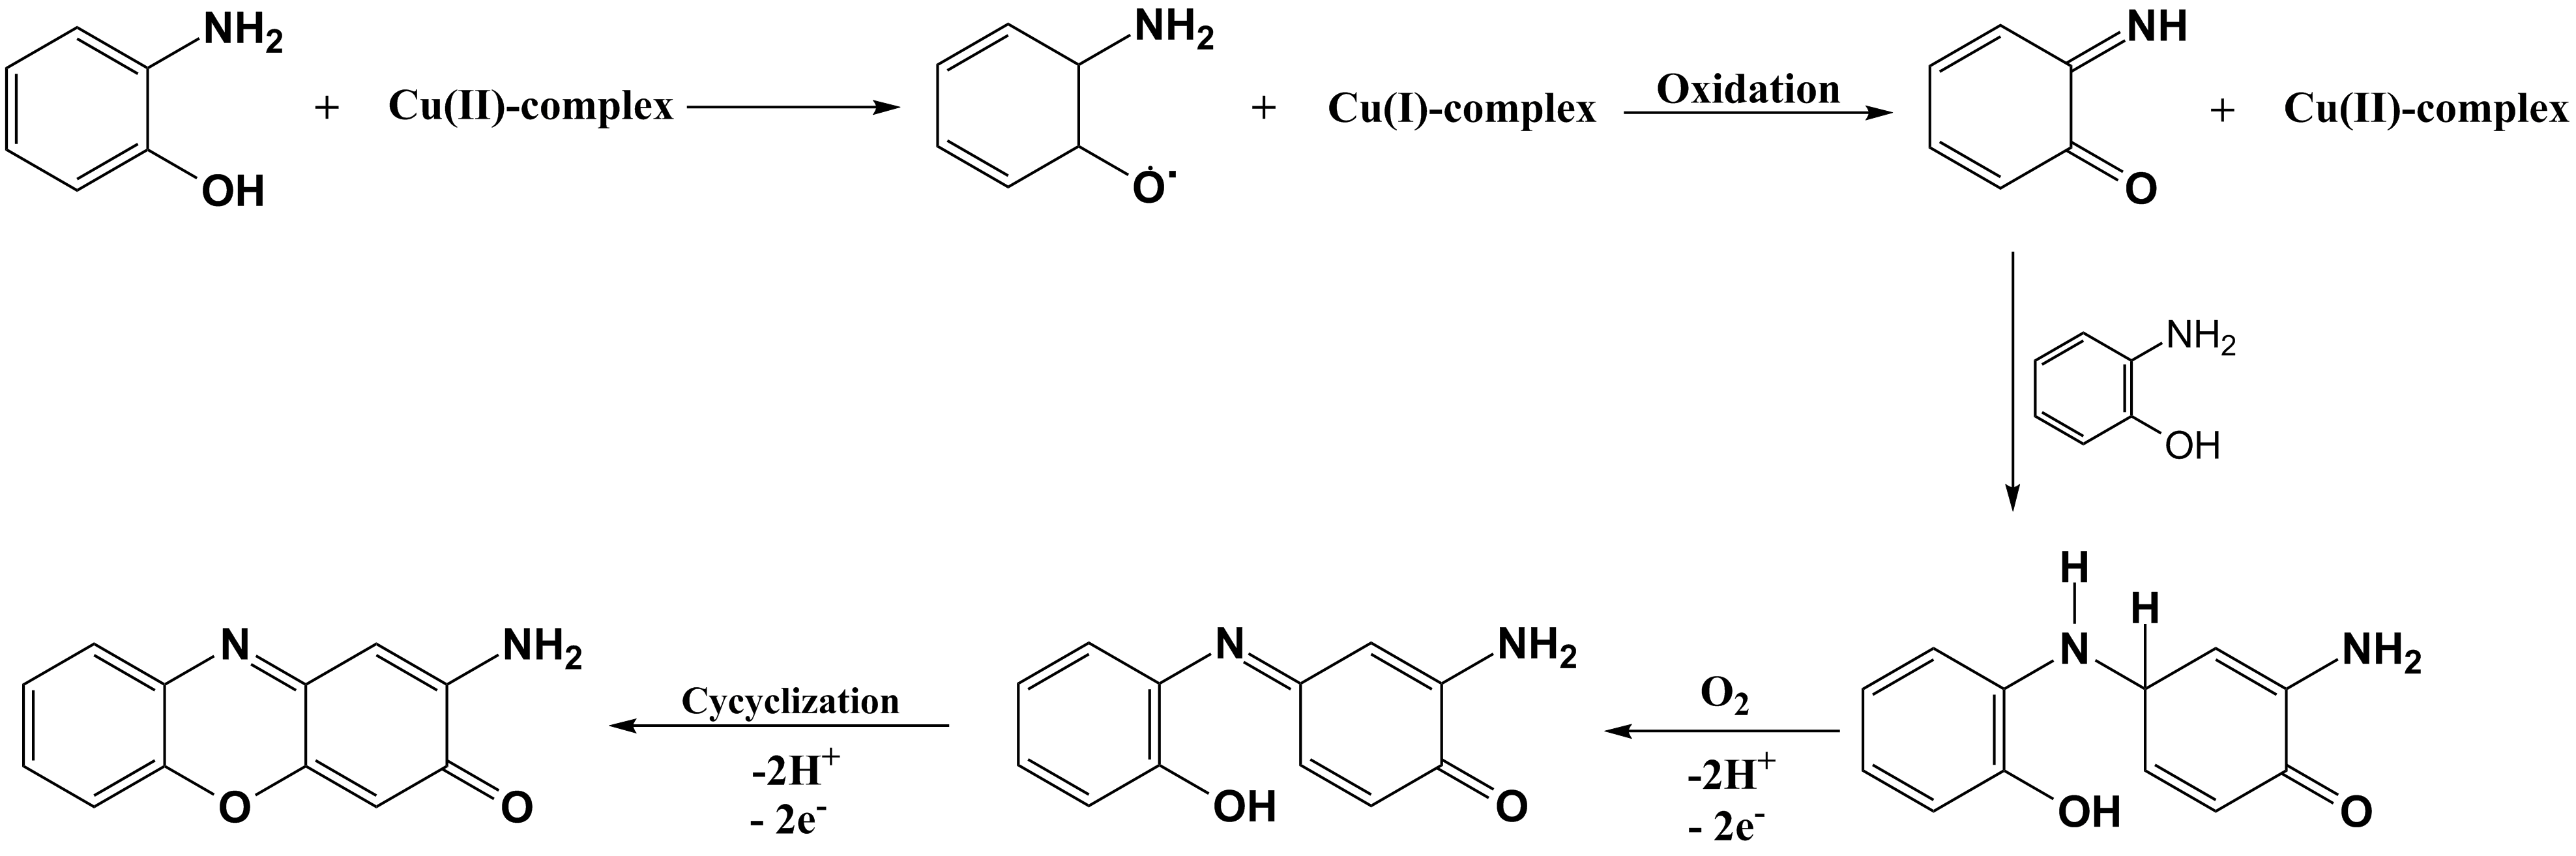 NH2
OH
+
Cu(II)-complex
NH2
O
+
Cu(I)-complex
Oxidation
NH
O
+
Cu(II)-complex
NH2
OH
N
NH2
O
O
Cycyclization
-2H+
- 2e-
N
NH2
OH
O
O2
-2H+
- 2e-
H
H
N
NH2
OH
O